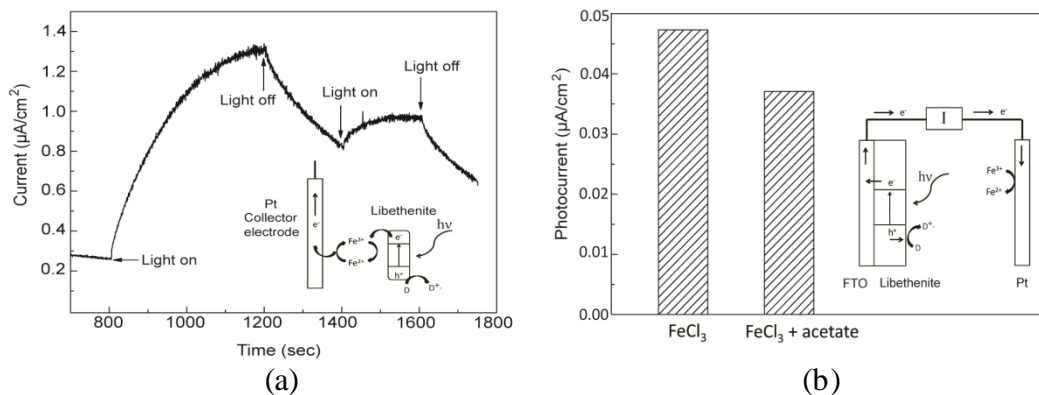 1.4
1.2
1.0
0.8
0.6
0.4
0.2
Current (μA/cm²)
Light on
Light off
Light on
Light off
Pt
Collector
electrode
e⁻
Fe³⁺
Fe²⁺
Libethenite
hν
e⁻
h⁺
D
D⁺·
800
1000
1200
1400
1600
1800
Time (sec)
(a)
0.05
0.04
0.03
0.02
0.01
0.00
Photocurrent (μA/cm²)
FeCl₃
FeCl₃ + acetate
e⁻
I
e⁻
hν
e⁻
h⁺
D⁺·
D
Fe³⁺
Fe²⁺
FTO
Libethenite
Pt
(b)